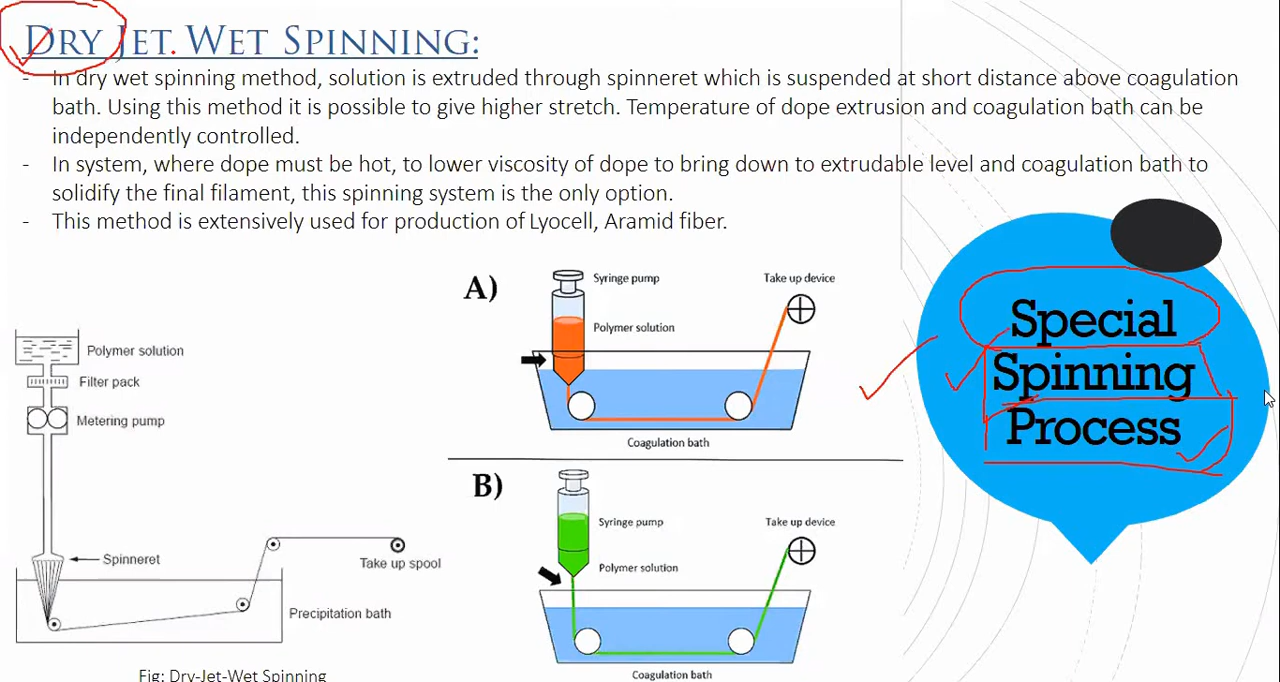 DRY JET. WET SPINNING:
- In dry wet spinning method, solution is extruded through spinneret which is suspended at short distance above coagulation
bath. Using this method it is possible to give higher stretch. Temperature of dope extrusion and coagulation bath can be
independently controlled.
- In system, where dope must be hot, to lower viscosity of dope to bring down to extrudable level and coagulation bath to
solidify the final filament, this spinning system is the only option.
- This method is extensively used for production of Lyocell, Aramid fiber.
Polymer solution
Filter pack
Metering pump
Spinneret
Take up spool
Precipitation bath
Fig: Dry-Jet-Wet Spinning
A)
Syringe pump
Take up device
Polymer solution
Coagulation bath
B)
Syringe pump
Take up device
Polymer solution
Coagulation bath
Special
Spinning
Process